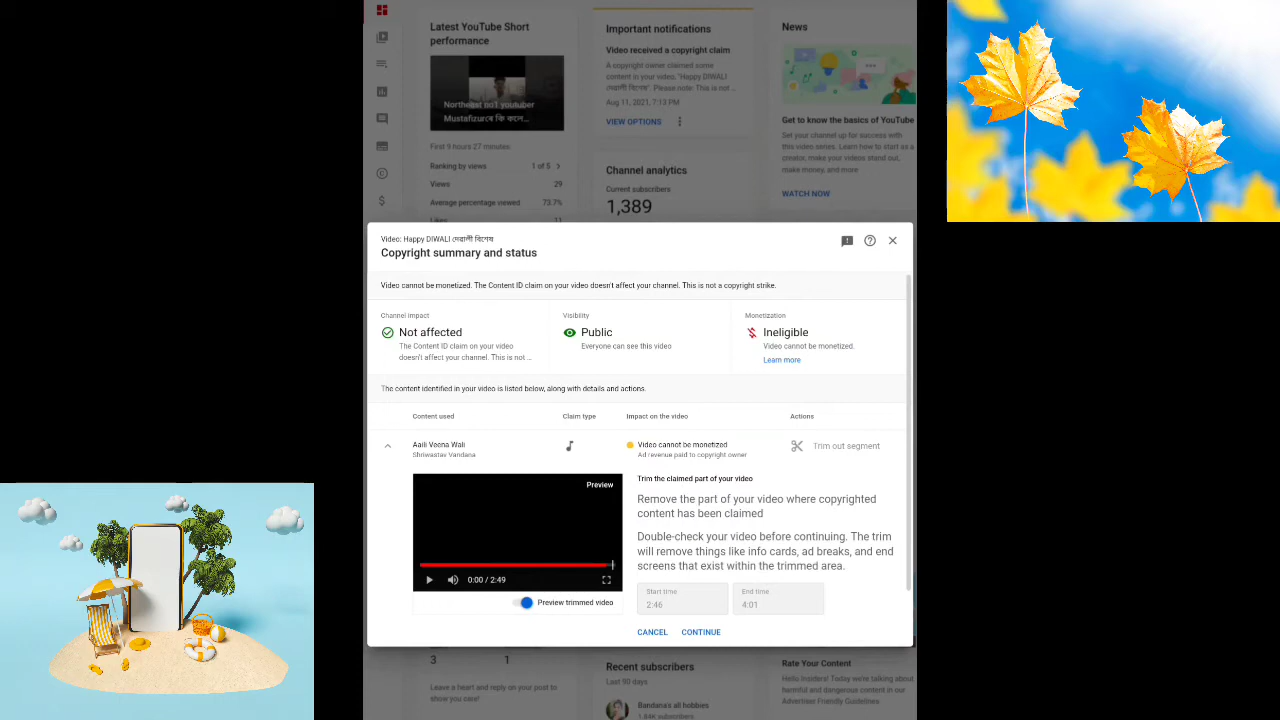 Latest YouTube Short
performance
Northeast no1 youtuber
Mustafizurৰে কি কলে...
First 9 hours 27 minutes:
Ranking by views 1 of 5
Views 29
Average percentage viewed 73.7%
Likes 11
Important notifications
Video received a copyright claim
A copyright owner claimed some
content in your video, "Happy DIWALI
দেৱালী বিশেষ". Please note: This is not ...
Aug 11, 2021, 7:13 PM
VIEW OPTIONS
Channel analytics
Current subscribers
1,389
News
Get to know the basics of YouTube
Set your channel up for success with
this video series. Learn how to start as a
creator, make your videos stand out,
make money, and more
WATCH NOW
Video: Happy DIWALI দেৱালী বিশেষ
Copyright summary and status
Video cannot be monetized. The Content ID claim on your video doesn't affect your channel. This is not a copyright strike.
Channel impact
Not affected
The Content ID claim on your video
doesn't affect your channel. This is not ...
Visibility
Public
Everyone can see this video
Monetization
Ineligible
Video cannot be monetized.
Learn more
The content identified in your video is listed below, along with details and actions.
Content used Claim type Impact on the video Actions
Aaili Veena Wali
Shriwastav Vandana
Video cannot be monetized
Ad revenue paid to copyright owner
Trim out segment
Preview
0:00 / 2:49
Preview trimmed video
Trim the claimed part of your video
Remove the part of your video where copyrighted
content has been claimed
Double-check your video before continuing. The trim
will remove things like info cards, ad breaks, and end
screens that exist within the trimmed area.
Start time
2:46
End time
4:01
CANCEL CONTINUE
3 1
Leave a heart and reply on your post to
show you care!
Recent subscribers
Last 90 days
Bandana's all hobbies
1.84K subscribers
Rate Your Content
Hello Insiders! Today we're talking about
harmful and dangerous content in our
Advertiser Friendly Guidelines